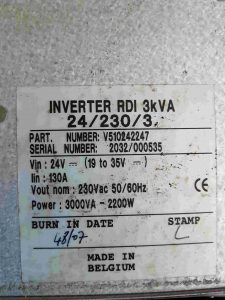 INVERTER RDI 3kVA
24/230/3.
PART. NUMBER: V510242247
SERIAL NUMBER: 2032/000535
Vin : 24V ⎓ (19 to 35V ⎓)
Iin : 130A
Vout nom : 230Vac 50/60Hz
Power : 3000VA - 2200W
CE
BURN IN DATE STAMP
48/07
MADE IN
BELGIUM